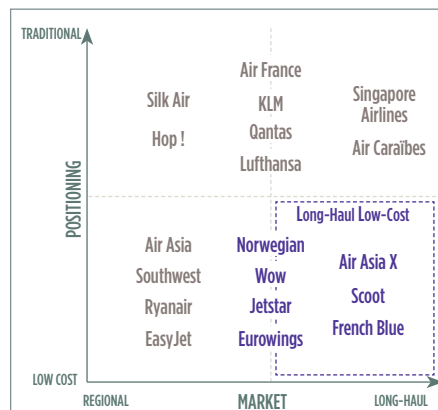 TRADITIONAL
Air France
Silk Air
KLM
Singapore
Airlines
Hop !
Qantas
Air Caraïbes
Lufthansa
POSITIONING
Long-Haul Low-Cost
Air Asia
Norwegian
Air Asia X
Southwest
Wow
Scoot
Ryanair
Jetstar
French Blue
EasyJet
Eurowings
LOW COST
REGIONAL
MARKET
LONG-HAUL